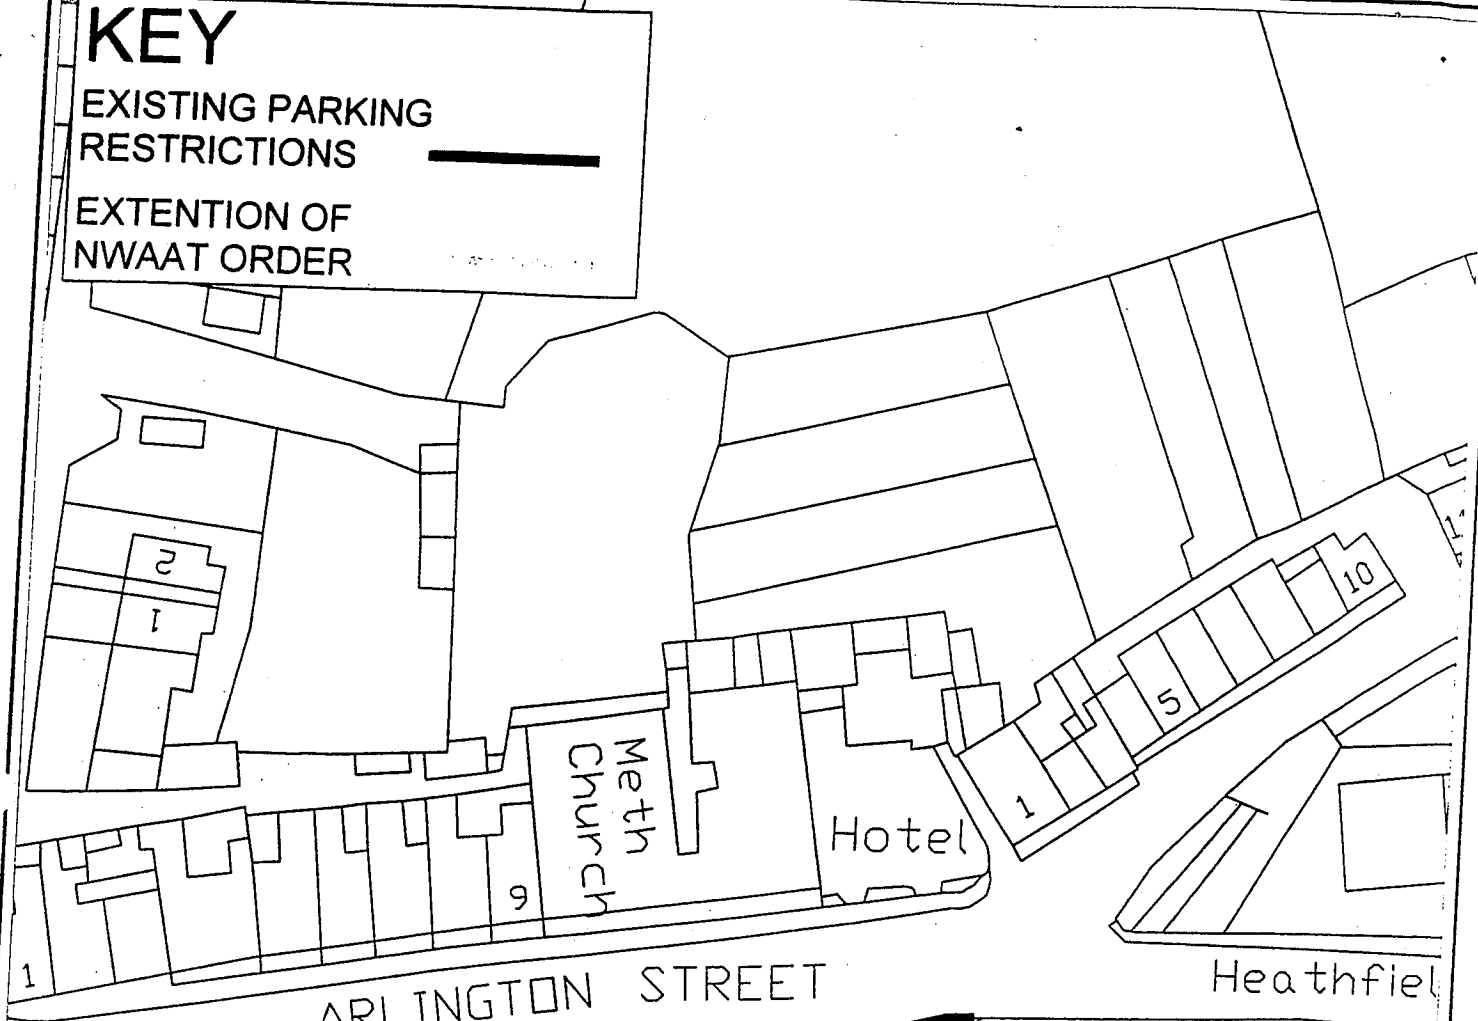 KEY
EXISTING PARKING
RESTRICTIONS
EXTENTION OF
NWAAT ORDER
2
1
10
5
1
Meth
Church
Hotel
9
1
ARLINGTON STREET
Heathfiel